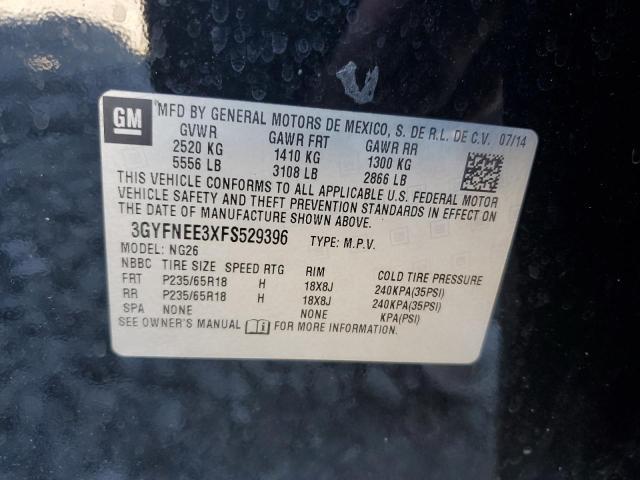 GM
MFD BY GENERAL MOTORS DE MEXICO, S. DE R.L. DE C.V. 07/14
GVWR GAWR FRT GAWR RR
2520 KG 1410 KG 1300 KG
5556 LB 3108 LB 2866 LB
THIS VEHICLE CONFORMS TO ALL APPLICABLE U.S. FEDERAL MOTOR
VEHICLE SAFETY AND THEFT PREVENTION STANDARDS IN EFFECT ON
THE DATE OF MANUFACTURE SHOWN ABOVE.
3GYFNEE3XFS529396 TYPE: M.P.V.
MODEL: NG26
NBBC TIRE SIZE SPEED RTG RIM COLD TIRE PRESSURE
FRT P235/65R18 H 18X8J 240KPA(35PSI)
RR P235/65R18 H 18X8J 240KPA(35PSI)
SPA NONE NONE KPA(PSI)
SEE OWNER'S MANUAL FOR MORE INFORMATION.